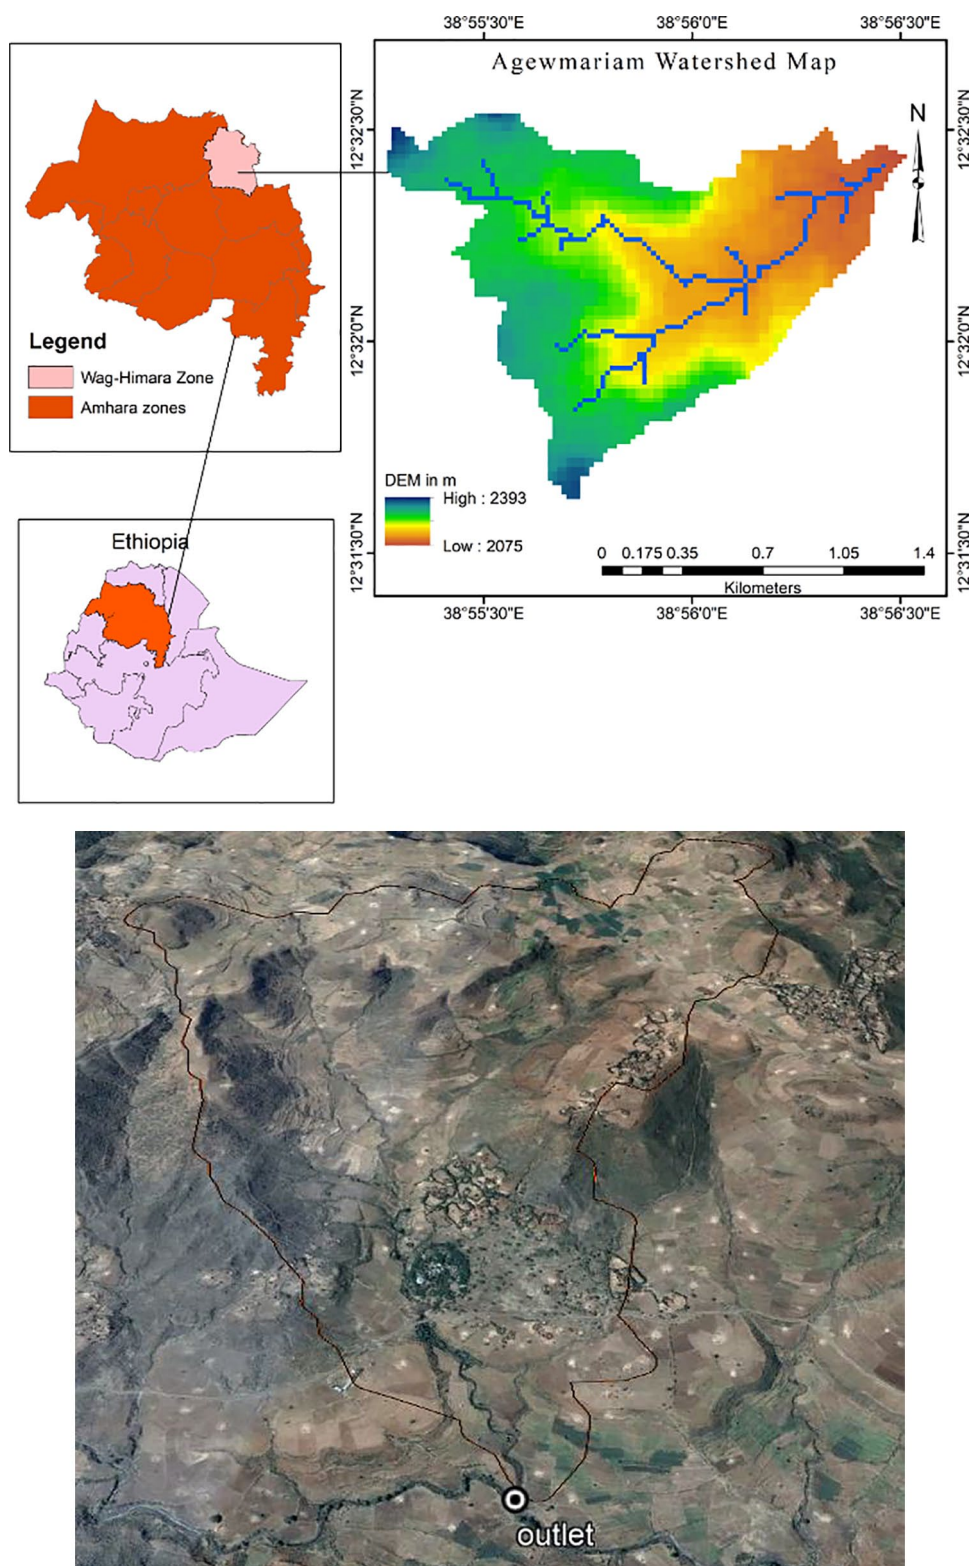 38°55'30"E 38°56'0"E 38°56'30"E
Agewmariam Watershed Map
N
12°32'30"N
12°32'30"N
12°32'0"N
12°32'0"N
12°31'30"N
12°31'30"N
Legend
Wag-Himara Zone
Amhara zones
DEM in m
High : 2393
Low : 2075
0 0.175 0.35 0.7 1.05 1.4
Kilometers
38°55'30"E 38°56'0"E 38°56'30"E
Ethiopia
outlet